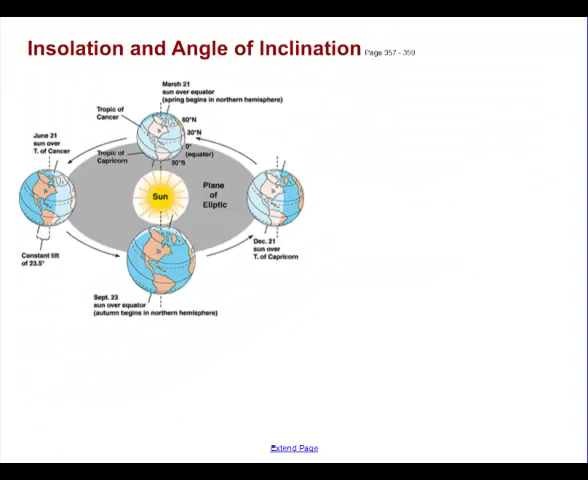 Insolation and Angle of Inclination Page 357 - 359
March 21
sun over equator
(spring begins in northern hemisphere)
Tropic of
Cancer
60°N
30°N
0°
(equator)
30°S
Tropic of
Capricorn
June 21
sun over
T. of Cancer
Sun
Plane
of
Eliptic
Constant tilt
of 23.5°
Dec. 21
sun over
T. of Capricorn
Sept. 23
sun over equator
(autumn begins in northern hemisphere)
Extend Page